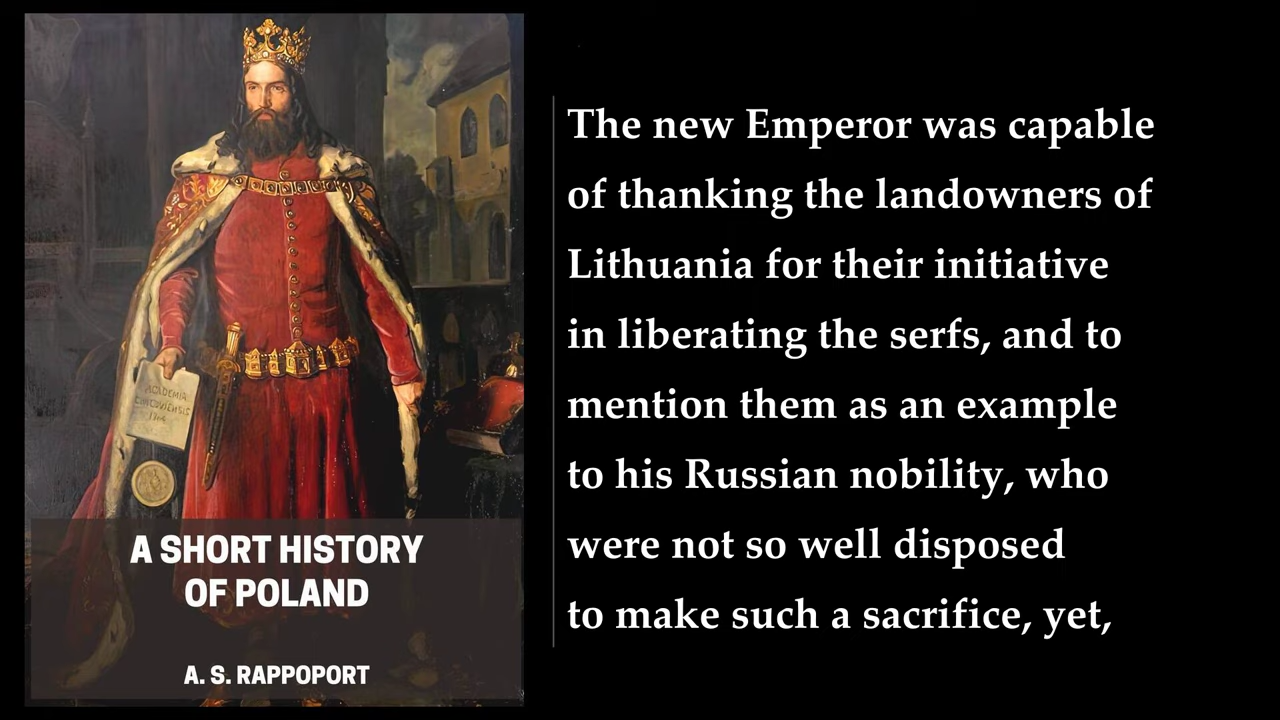 ACADEMIA
CRACOVIENSIS
A SHORT HISTORY
OF POLAND
A. S. RAPPOPORT
The new Emperor was capable
of thanking the landowners of
Lithuania for their initiative
in liberating the serfs, and to
mention them as an example
to his Russian nobility, who
were not so well disposed
to make such a sacrifice, yet,